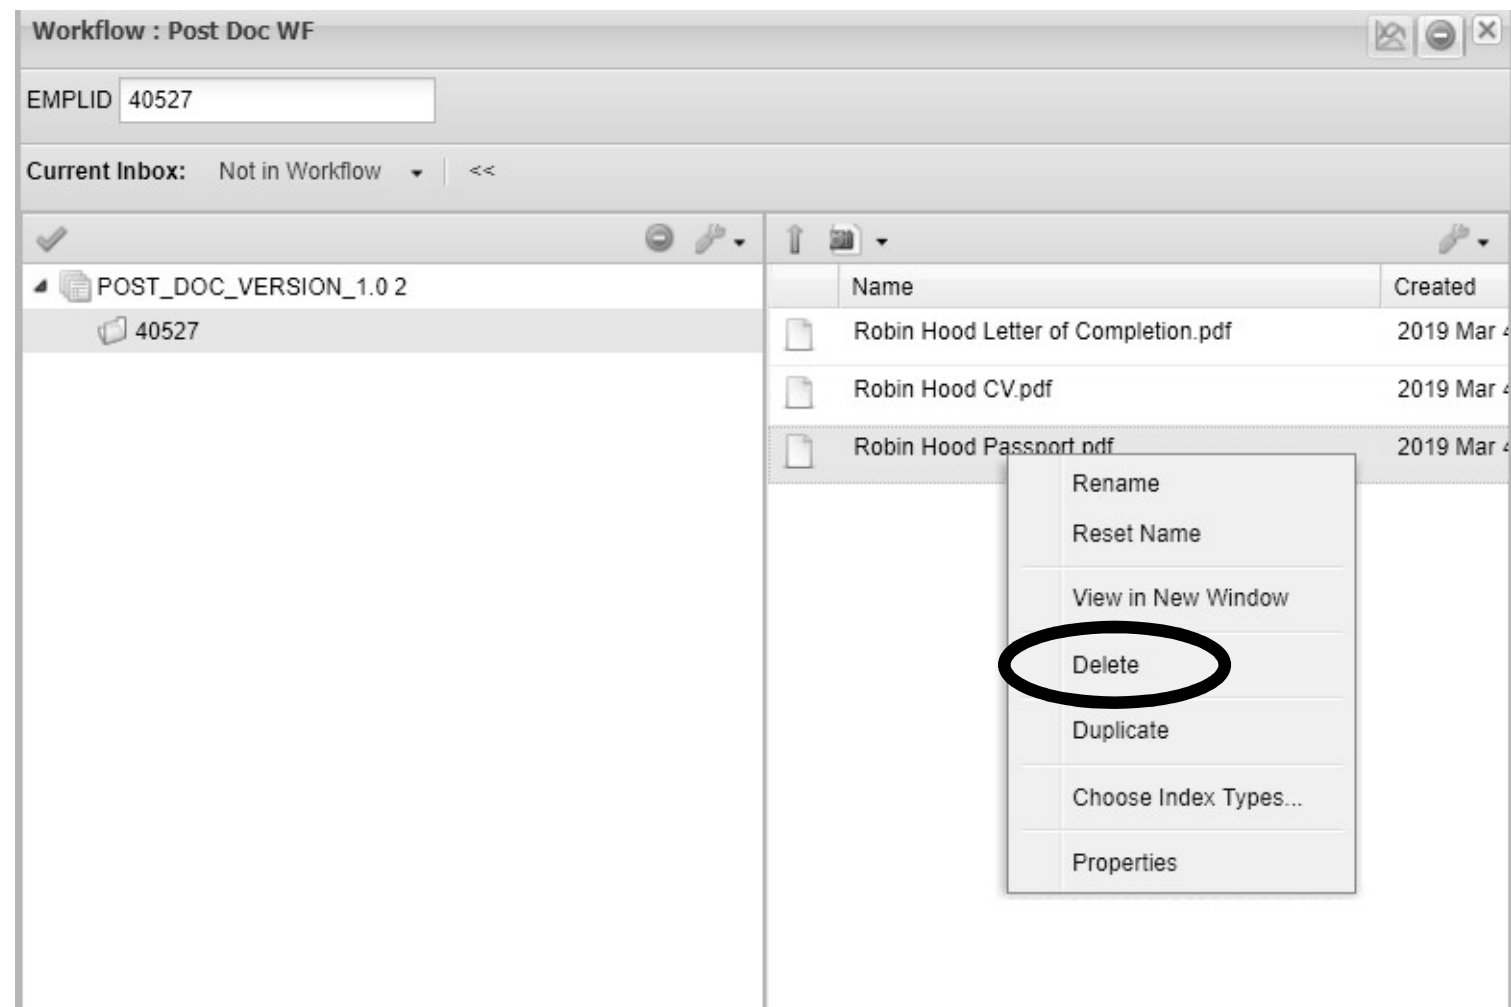 Workflow : Post Doc WF
EMPLID 40527
Current Inbox: Not in Workflow <<
POST_DOC_VERSION_1.0 2
40527
Name Created
Robin Hood Letter of Completion.pdf 2019 Mar
Robin Hood CV.pdf 2019 Mar
Robin Hood Passport.pdf 2019 Mar
Rename
Reset Name
View in New Window
Delete
Duplicate
Choose Index Types...
Properties